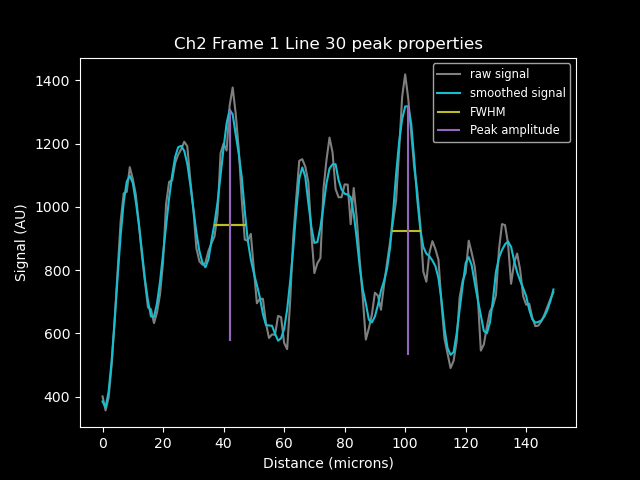 Ch2 Frame 1 Line 30 peak properties
raw signal
smoothed signal
FWHM
Peak amplitude
Signal (AU)
1400
1200
1000
800
600
400
0 20 40 60 80 100 120 140
Distance (microns)